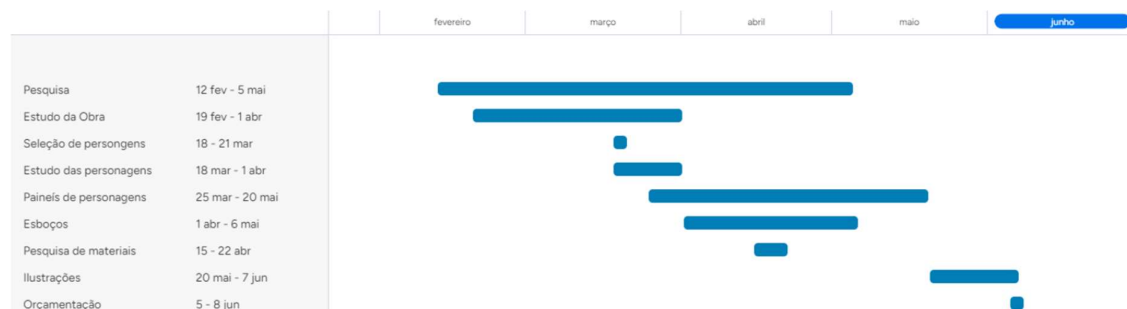 fevereiro março abril maio junho
Pesquisa 12 fev - 5 mai
Estudo da Obra 19 fev - 1 abr
Seleção de persongens 18 - 21 mar
Estudo das personagens 18 mar - 1 abr
Paineís de personagens 25 mar - 20 mai
Esboços 1 abr - 6 mai
Pesquisa de materiais 15 - 22 abr
Ilustrações 20 mai - 7 jun
Orçamentação 5 - 8 jun